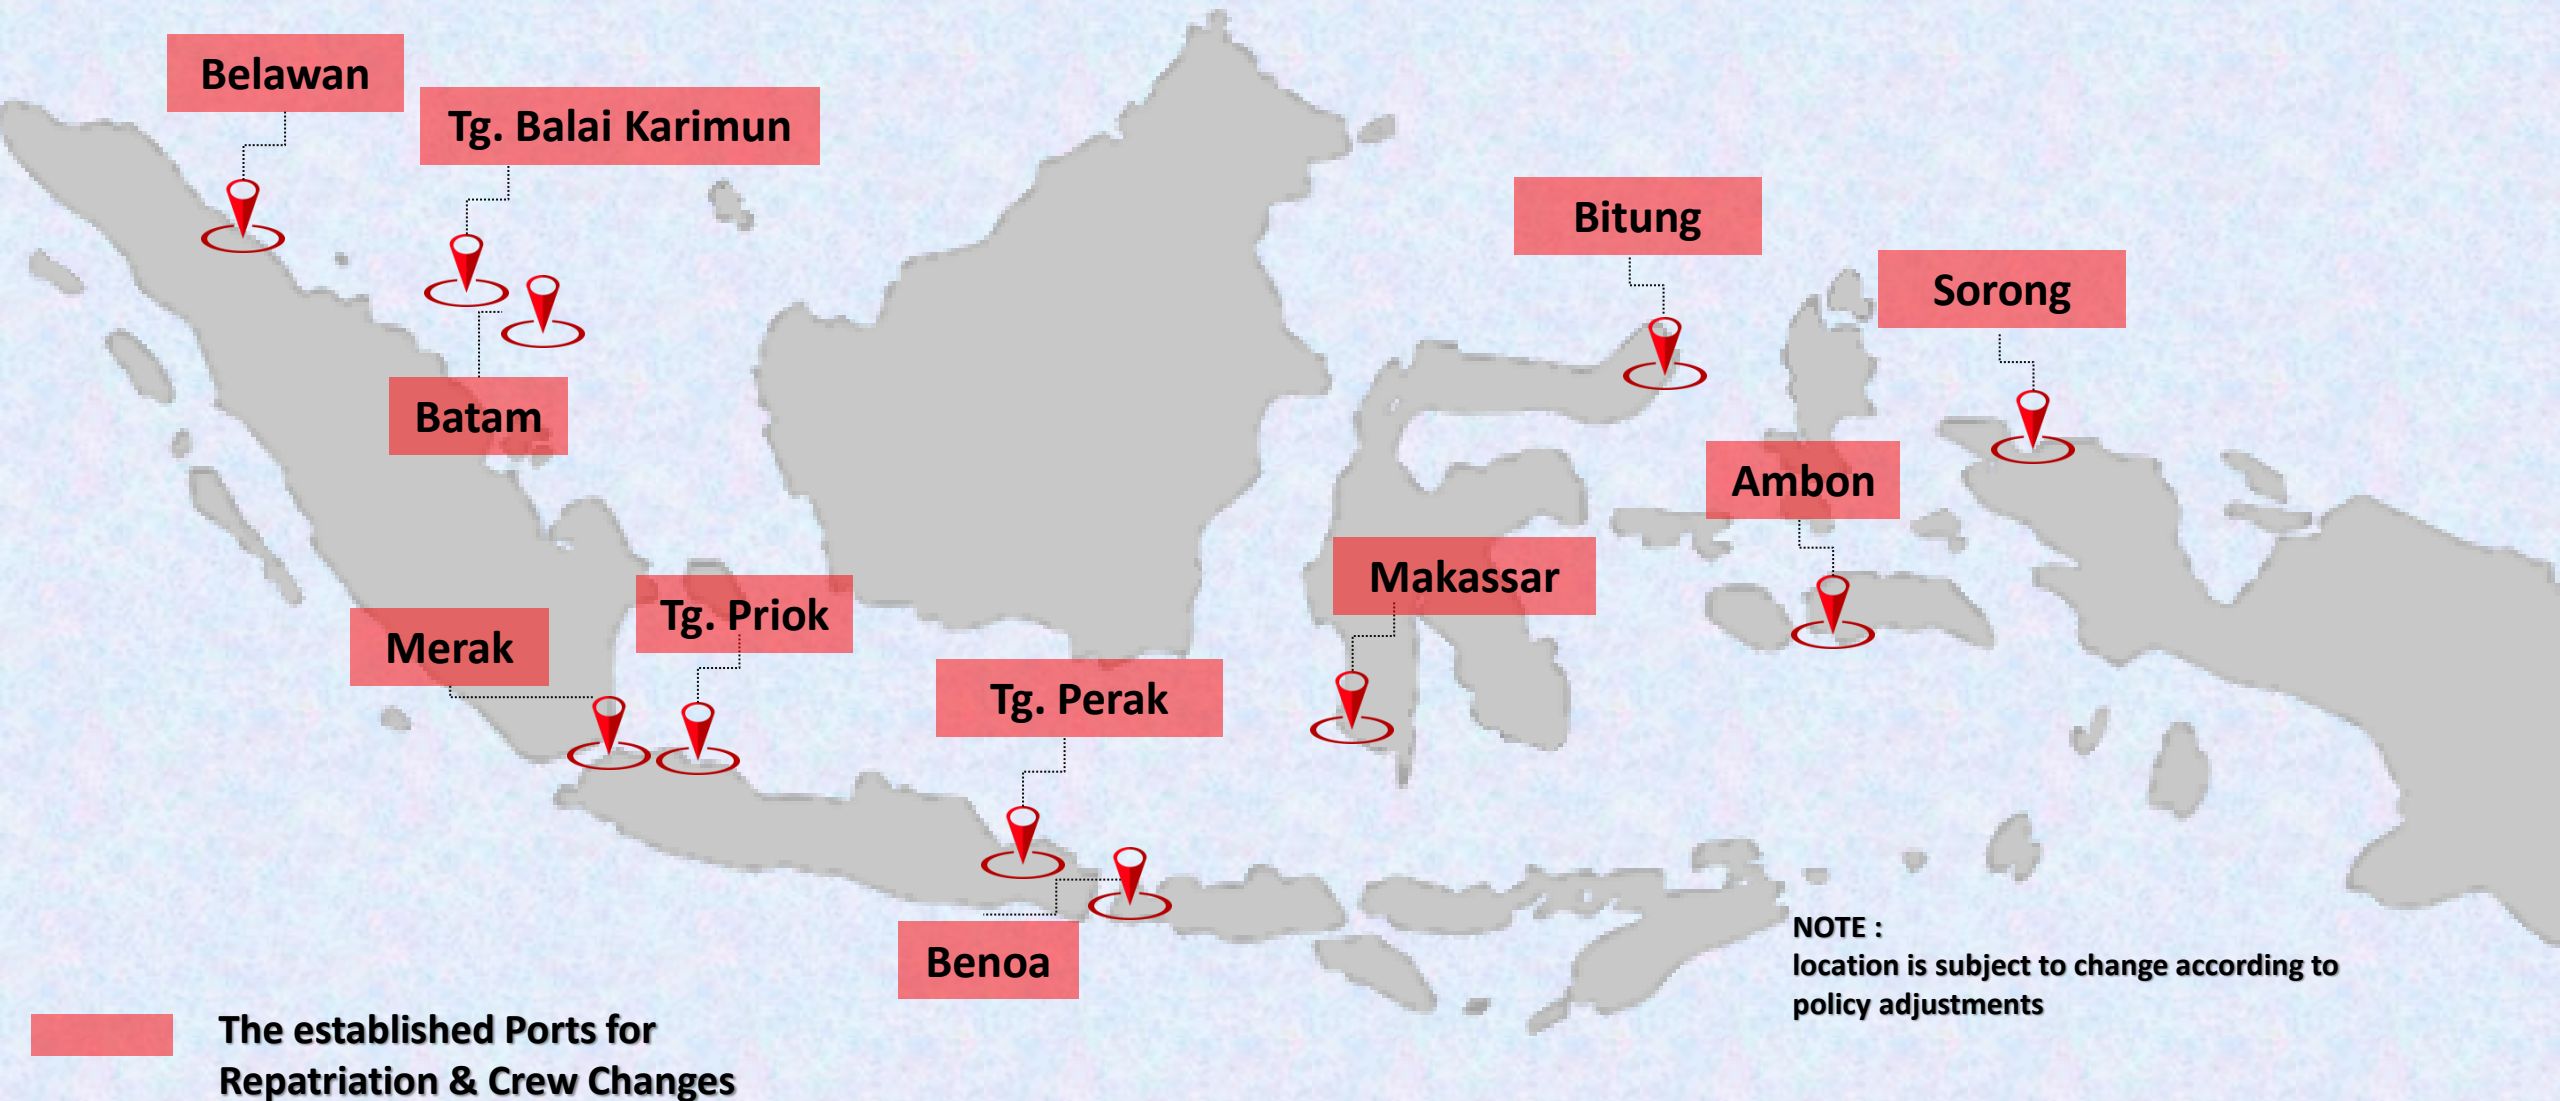 Belawan
Tg. Balai Karimun
Bitung
Sorong
Batam
Ambon
Makassar
Tg. Priok
Merak
Tg. Perak
Benoa
NOTE :
location is subject to change according to
policy adjustments
The established Ports for
Repatriation & Crew Changes